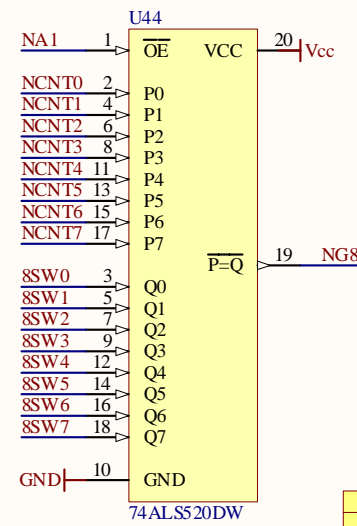 U44
NA1 1 OE VCC 20 Vcc
NCNT0 2 P0
NCNT1 4 P1
NCNT2 6 P2
NCNT3 8 P3
NCNT4 11 P4
NCNT5 13 P5
NCNT6 15 P6
NCNT7 17 P7
P=Q 19 NG8
8SW0 3 Q0
8SW1 5 Q1
8SW2 7 Q2
8SW3 9 Q3
8SW4 12 Q4
8SW5 14 Q5
8SW6 16 Q6
8SW7 18 Q7
GND 10 GND
74ALS520DW